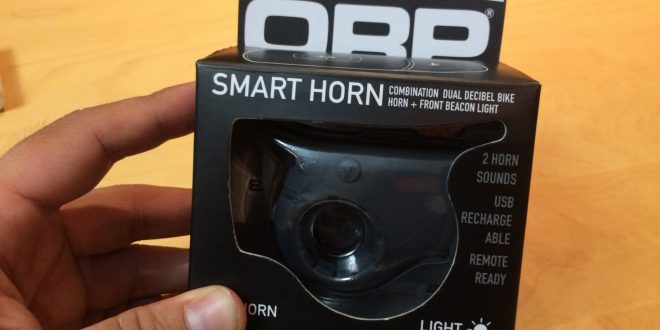 ORP®
SMART HORN
COMBINATION DUAL DECIBEL BIKE
HORN + FRONT BEACON LIGHT
2 HORN
SOUNDS
USB
RECHARGE
ABLE
REMOTE
READY
HORN
LIGHT